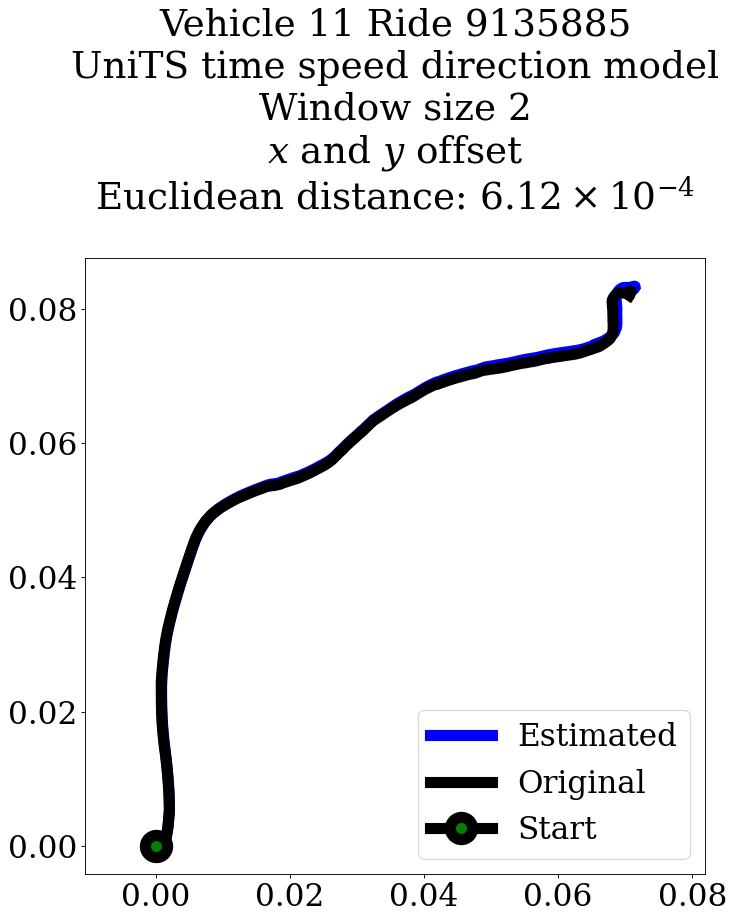 Vehicle 11 Ride 9135885
UniTS time speed direction model
Window size 2
x and y offset
Euclidean distance: 6.12 × 10⁻⁴
0.08
0.06
0.04
0.02
0.00
Estimated
Original
Start
0.00 0.02 0.04 0.06 0.08